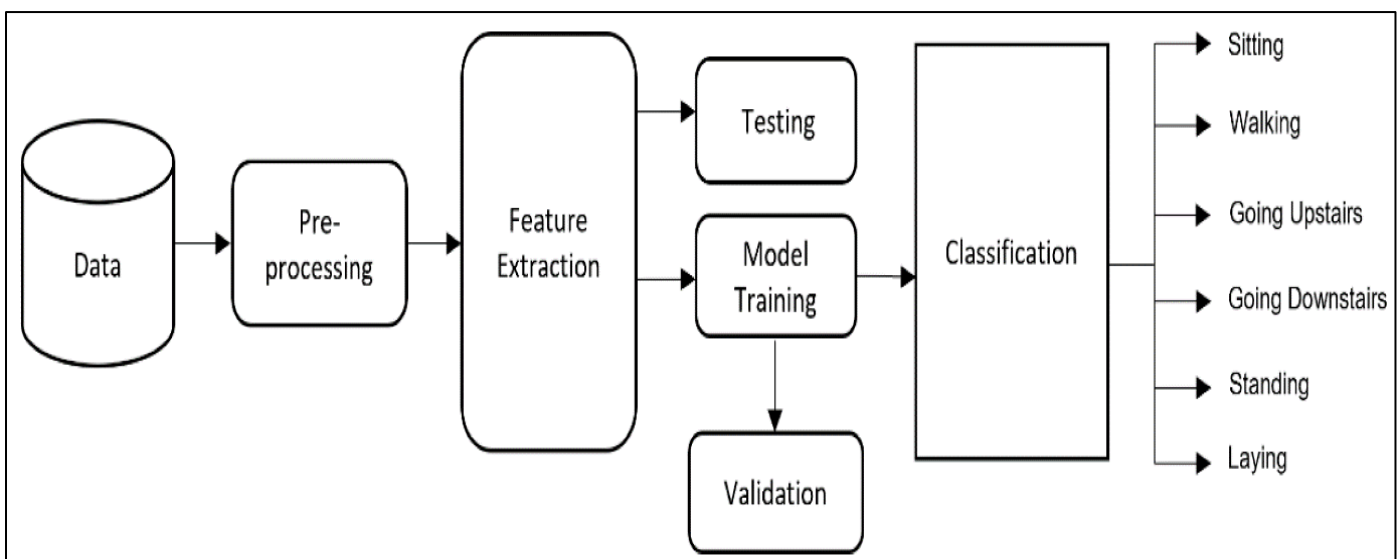 Data
Pre-
processing
Feature
Extraction
Testing
Model
Training
Validation
Classification
Sitting
Walking
Going Upstairs
Going Downstairs
Standing
Laying